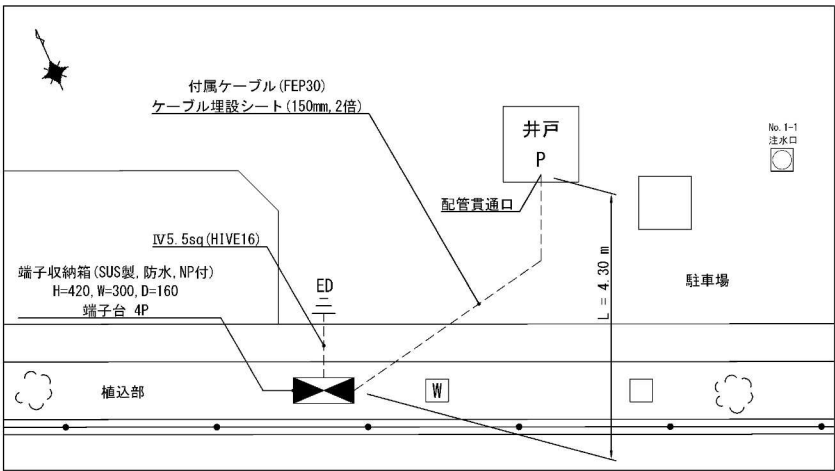 付属ケーブル(FEP30)
ケーブル埋設シート(150mm,2倍)
井戸
P
No.1-1
注水口
配管貫通口
IV5.5sq(HIVE16)
端子収納箱(SUS製,防水,NP付)
H=420,W=300,D=160
端子台 4P
ED
L = 4.30 m
駐車場
植込部
W